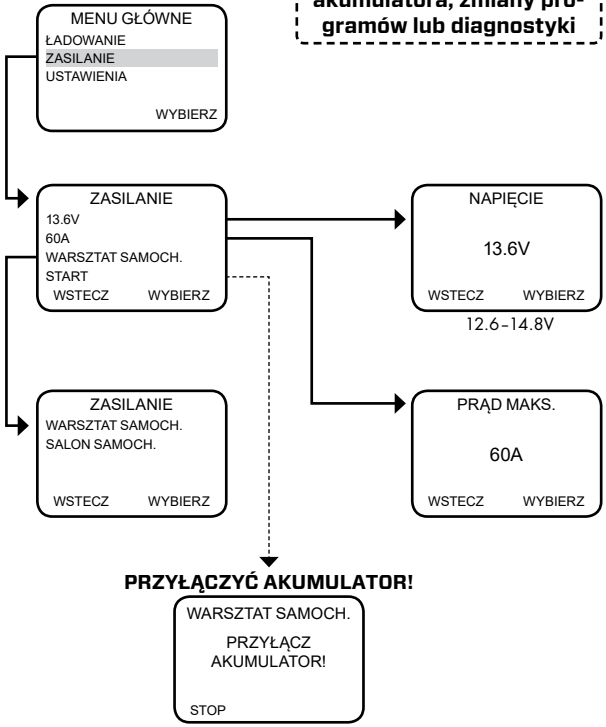 akumulatora, zmiany pro-
gramów lub diagnostyki
MENU GŁÓWNE
ŁADOWANIE
ZASILANIE
USTAWIENIA
WYBIERZ
ZASILANIE
13.6V
60A
WARSZTAT SAMOCH.
START
WSTECZ WYBIERZ
NAPIĘCIE
13.6V
WSTECZ WYBIERZ
12.6–14.8V
ZASILANIE
WARSZTAT SAMOCH.
SALON SAMOCH.
WSTECZ WYBIERZ
PRĄD MAKS.
60A
WSTECZ WYBIERZ
PRZYŁĄCZYĆ AKUMULATOR!
WARSZTAT SAMOCH.
PRZYŁĄCZ
AKUMULATOR!
STOP